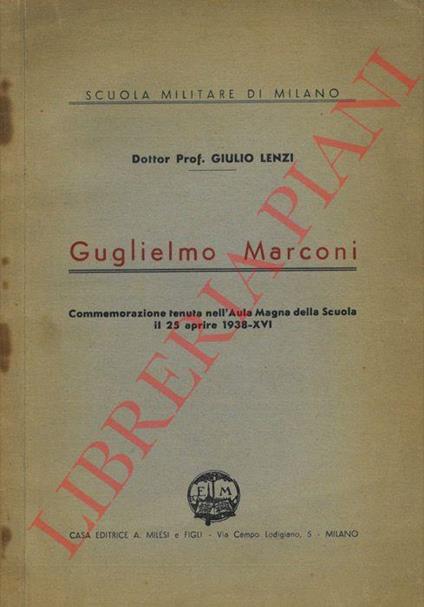 SCUOLA MILITARE DI MILANO
Dottor Prof. GIULIO LENZI
Guglielmo Marconi
Commemorazione tenuta nell'Aula Magna della Scuola
il 25 aprire 1938-XVI
E M
CASA EDITRICE A. MILESI e FIGLI - Via Campo Lodigiano, 5 - MILANO
LIBRERIA PIANI